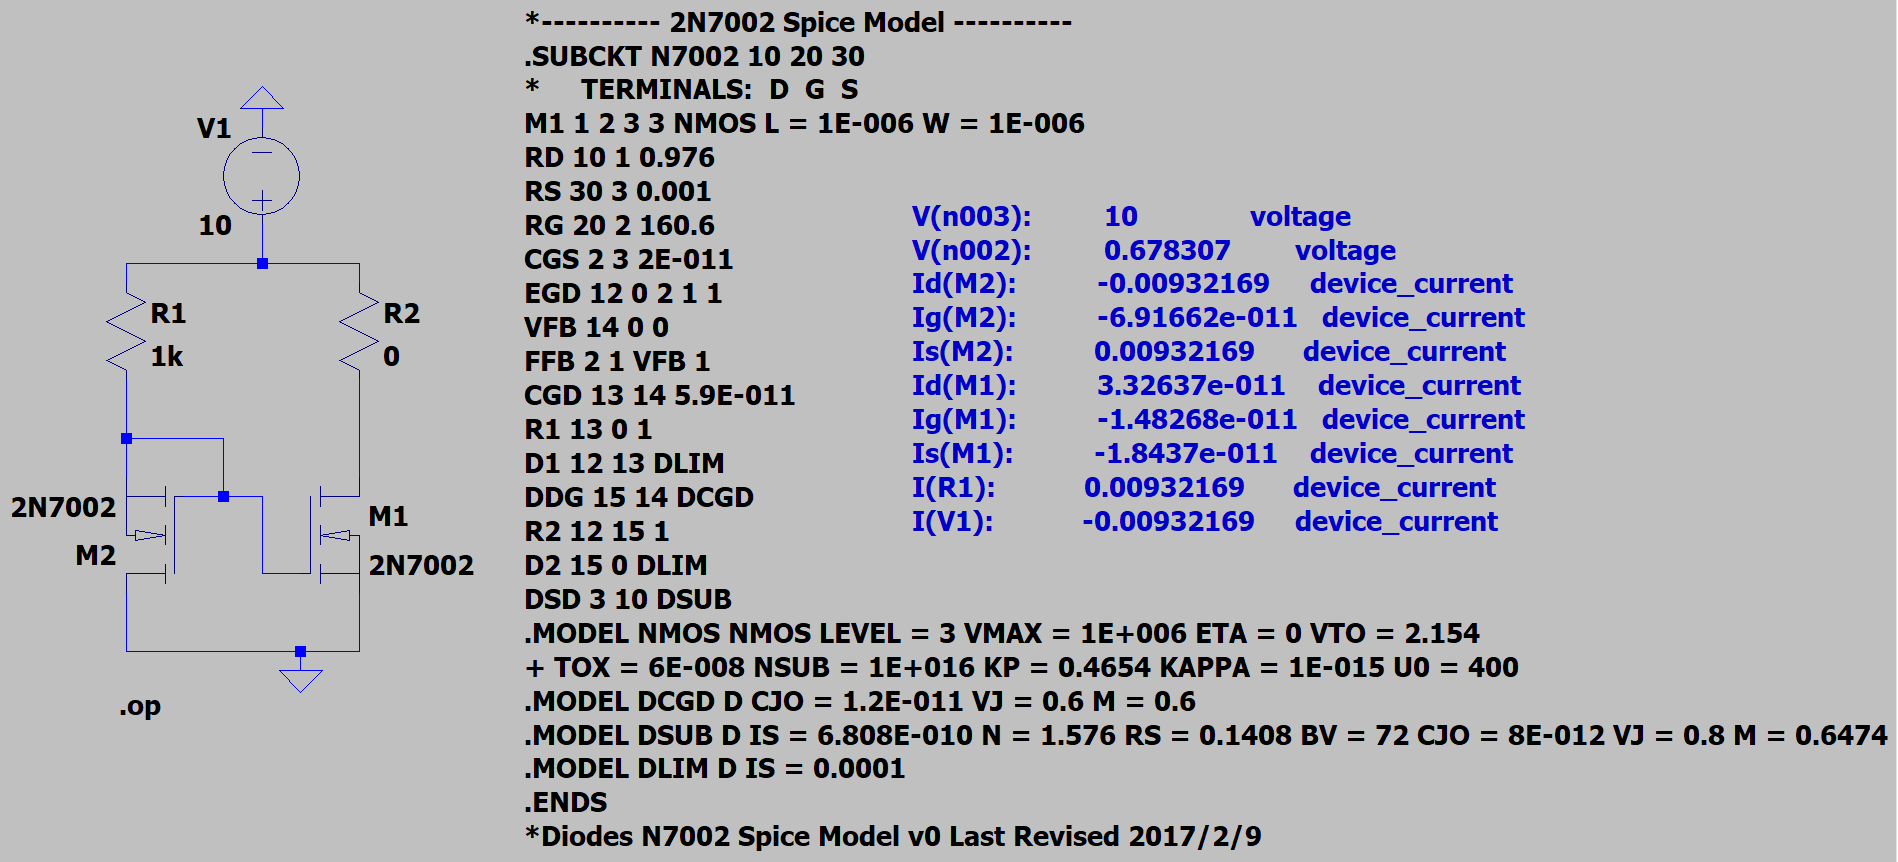 V1
10
R1
1k
R2
0
2N7002
M2
M1
2N7002
.op
*---------- 2N7002 Spice Model ----------
.SUBCKT N7002 10 20 30
* TERMINALS: D G S
M1 1 2 3 3 NMOS L = 1E-006 W = 1E-006
RD 10 1 0.976
RS 30 3 0.001
RG 20 2 160.6
CGS 2 3 2E-011
EGD 12 0 2 1 1
VFB 14 0 0
FFB 2 1 VFB 1
CGD 13 14 5.9E-011
R1 13 0 1
D1 12 13 DLIM
DDG 15 14 DCGD
R2 12 15 1
D2 15 0 DLIM
DSD 3 10 DSUB
.MODEL NMOS NMOS LEVEL = 3 VMAX = 1E+006 ETA = 0 VTO = 2.154
+ TOX = 6E-008 NSUB = 1E+016 KP = 0.4654 KAPPA = 1E-015 U0 = 400
.MODEL DCGD D CJO = 1.2E-011 VJ = 0.6 M = 0.6
.MODEL DSUB D IS = 6.808E-010 N = 1.576 RS = 0.1408 BV = 72 CJO = 8E-012 VJ = 0.8 M = 0.6474
.MODEL DLIM D IS = 0.0001
.ENDS
*Diodes N7002 Spice Model v0 Last Revised 2017/2/9
V(n003): 10 voltage
V(n002): 0.678307 voltage
Id(M2): -0.00932169 device_current
Ig(M2): -6.91662e-011 device_current
Is(M2): 0.00932169 device_current
Id(M1): 3.32637e-011 device_current
Ig(M1): -1.48268e-011 device_current
Is(M1): -1.8437e-011 device_current
I(R1): 0.00932169 device_current
I(V1): -0.00932169 device_current